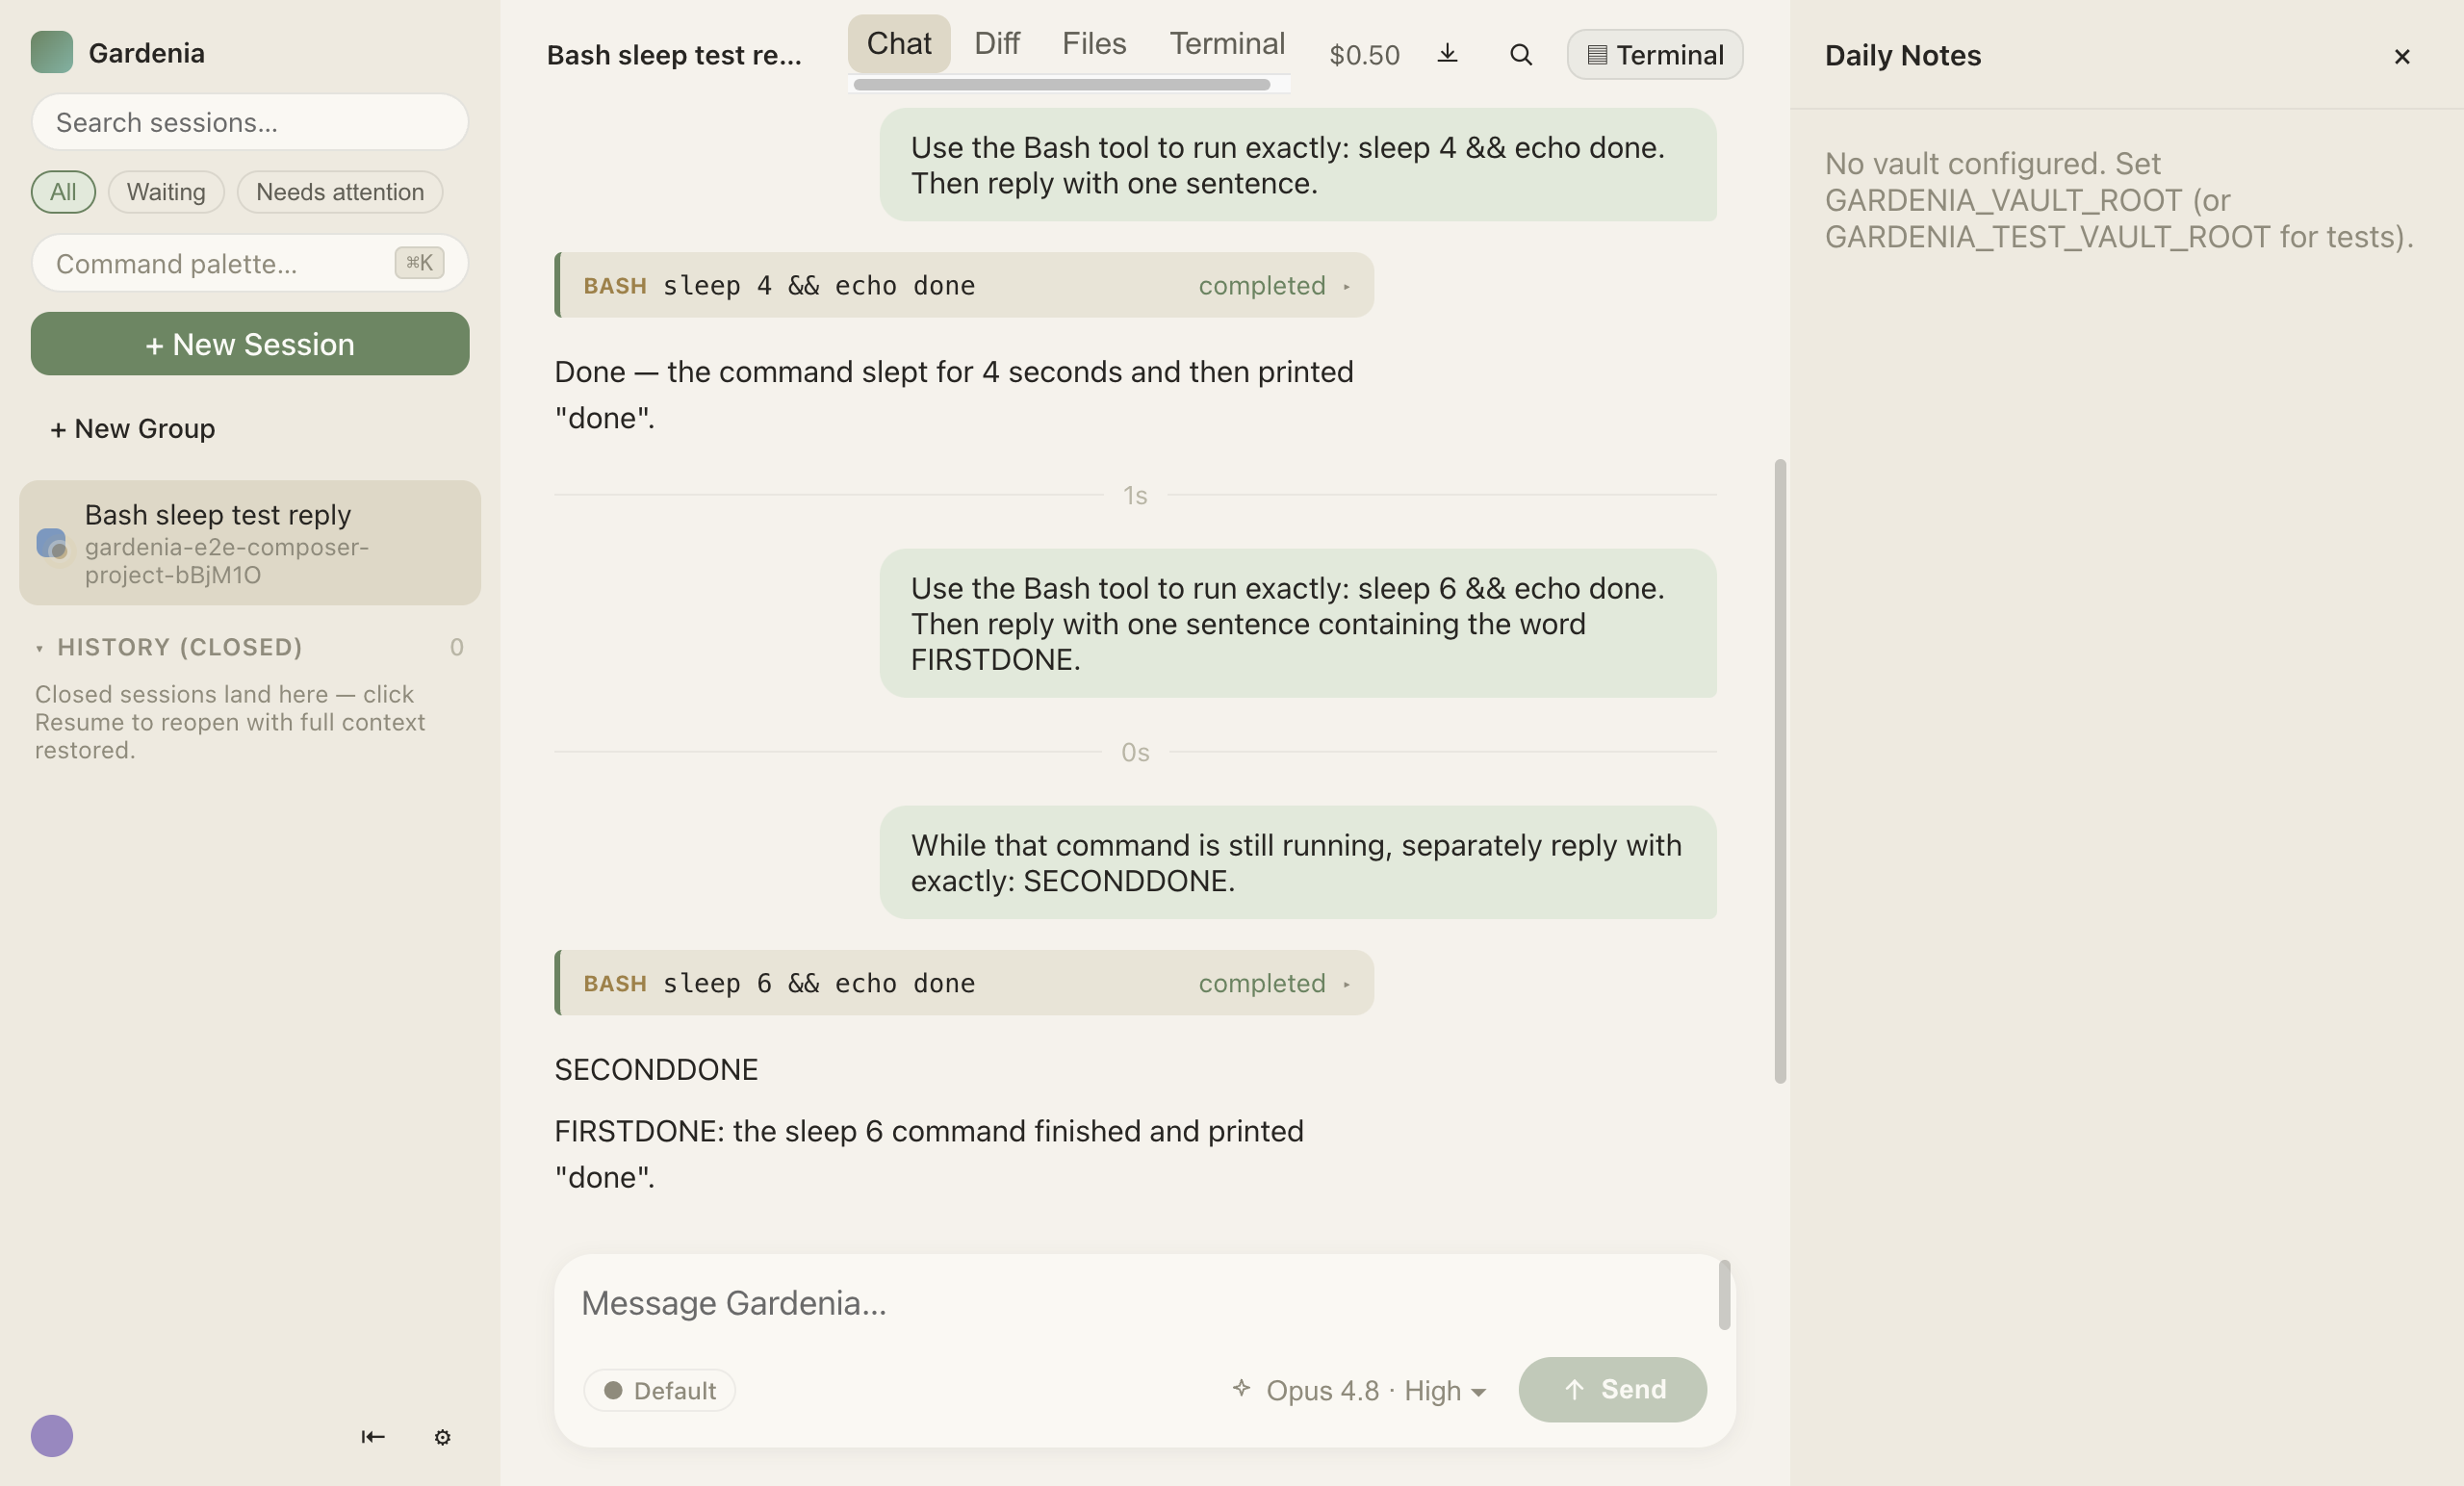 Gardenia
Search sessions...
All
Waiting
Needs attention
Command palette...
⌘K
+ New Session
+ New Group
Bash sleep test reply
gardenia-e2e-composer-
project-bBjM1O
HISTORY (CLOSED)
0
Closed sessions land here — click
Resume to reopen with full context
restored.
Bash sleep test re...
Chat
Diff
Files
Terminal
$0.50
Terminal
Use the Bash tool to run exactly: sleep 4 && echo done.
Then reply with one sentence.
BASH sleep 4 && echo done
completed
Done — the command slept for 4 seconds and then printed
"done".
1s
Use the Bash tool to run exactly: sleep 6 && echo done.
Then reply with one sentence containing the word
FIRSTDONE.
0s
While that command is still running, separately reply with
exactly: SECONDDONE.
BASH sleep 6 && echo done
completed
SECONDDONE
FIRSTDONE: the sleep 6 command finished and printed
"done".
Message Gardenia...
Default
Opus 4.8 · High
Send
Daily Notes
No vault configured. Set
GARDENIA_VAULT_ROOT (or
GARDENIA_TEST_VAULT_ROOT for tests).